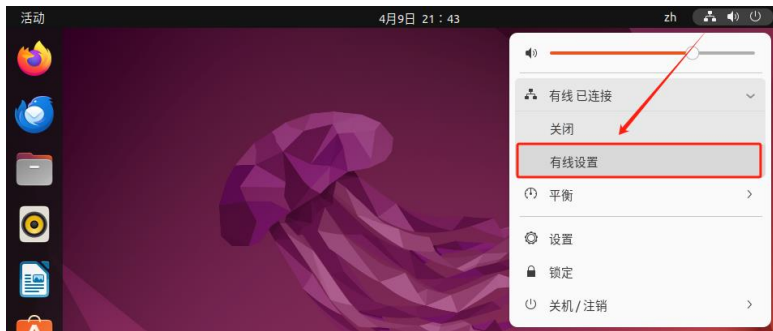 活动 4月9日 21：43 zh
有线 已连接
关闭
有线设置
平衡
设置
锁定
关机 / 注销